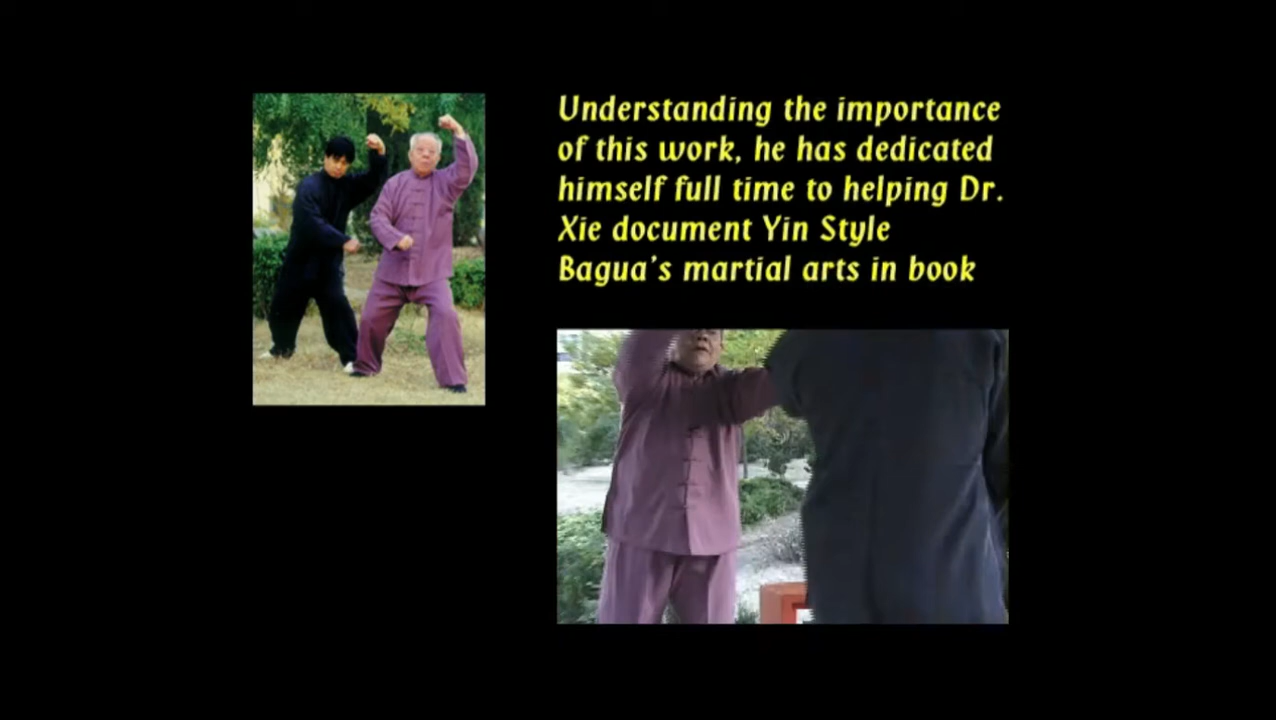 Understanding the importance
of this work, he has dedicated
himself full time to helping Dr.
Xie document Yin Style
Bagua's martial arts in book